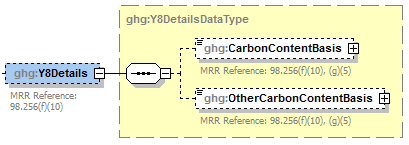 ghg:Y8DetailsDataType
ghg:CarbonContentBasis
MRR Reference: 98.256(f)(10), (g)(5)
ghg:Y8Details
MRR Reference:
98.256(f)(10)
ghg:OtherCarbonContentBasis
MRR Reference: 98.256(f)(10), (g)(5)